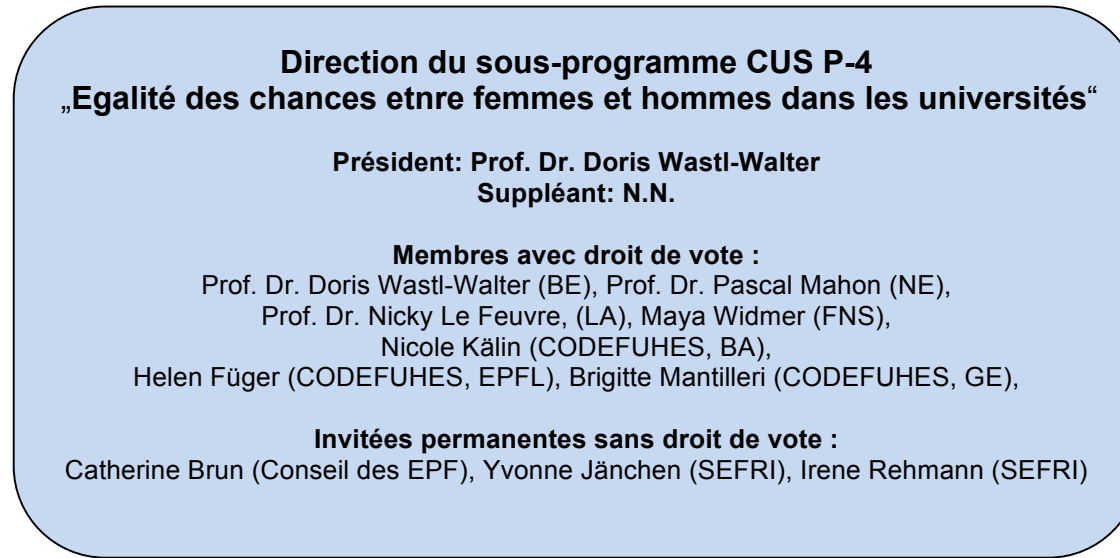 Direction du sous-programme CUS P-4
„Egalité des chances etnre femmes et hommes dans les universités“
Président: Prof. Dr. Doris Wastl-Walter
Suppléant: N.N.
Membres avec droit de vote :
Prof. Dr. Doris Wastl-Walter (BE), Prof. Dr. Pascal Mahon (NE),
Prof. Dr. Nicky Le Feuvre, (LA), Maya Widmer (FNS),
Nicole Kälin (CODEFUHES, BA),
Helen Füger (CODEFUHES, EPFL), Brigitte Mantilleri (CODEFUHES, GE),
Invitées permanentes sans droit de vote :
Catherine Brun (Conseil des EPF), Yvonne Jänchen (SEFRI), Irene Rehmann (SEFRI)